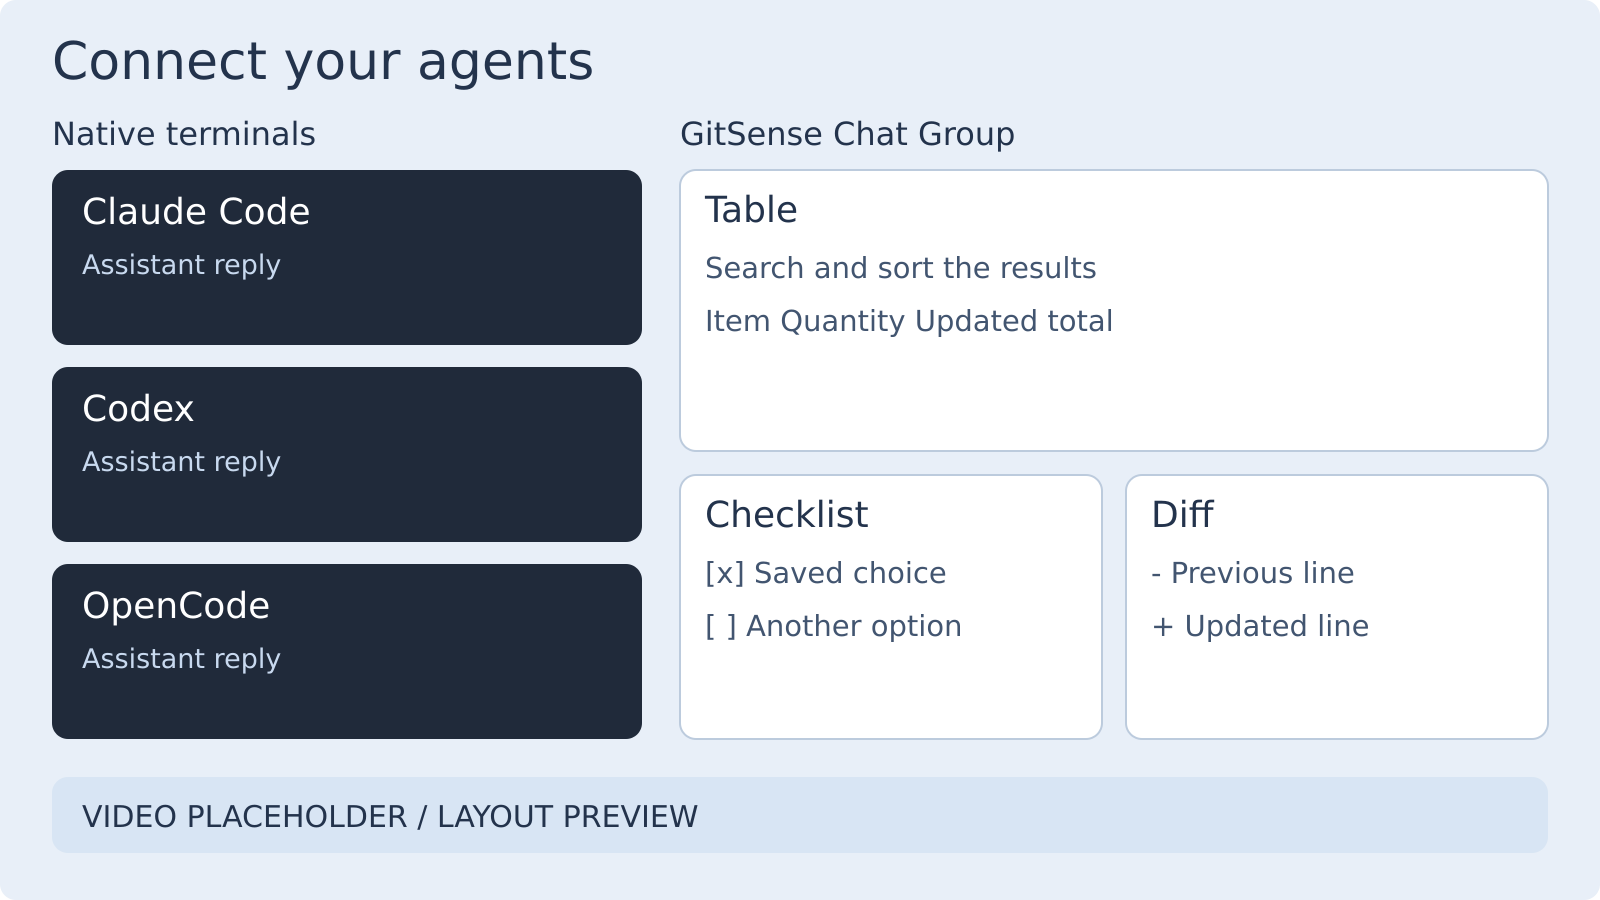 Connect your agents
Native terminals
Claude Code
Assistant reply
Codex
Assistant reply
OpenCode
Assistant reply
GitSense Chat Group
Table
Search and sort the results
Item Quantity Updated total
Checklist
[x] Saved choice
[ ] Another option
Diff
- Previous line
+ Updated line
VIDEO PLACEHOLDER / LAYOUT PREVIEW